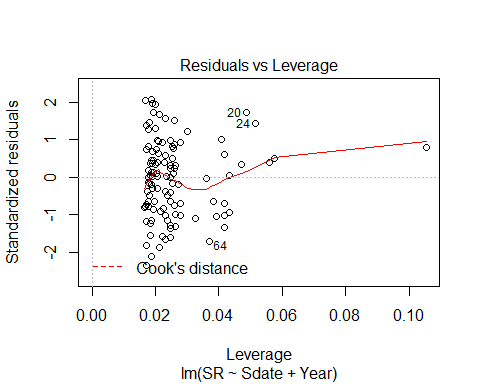 Residuals vs Leverage
Standardized residuals
2
1
0
-1
-2
20
24
64
Cook's distance
0.00 0.02 0.04 0.06 0.08 0.10
Leverage
lm(SR ~ Sdate + Year)